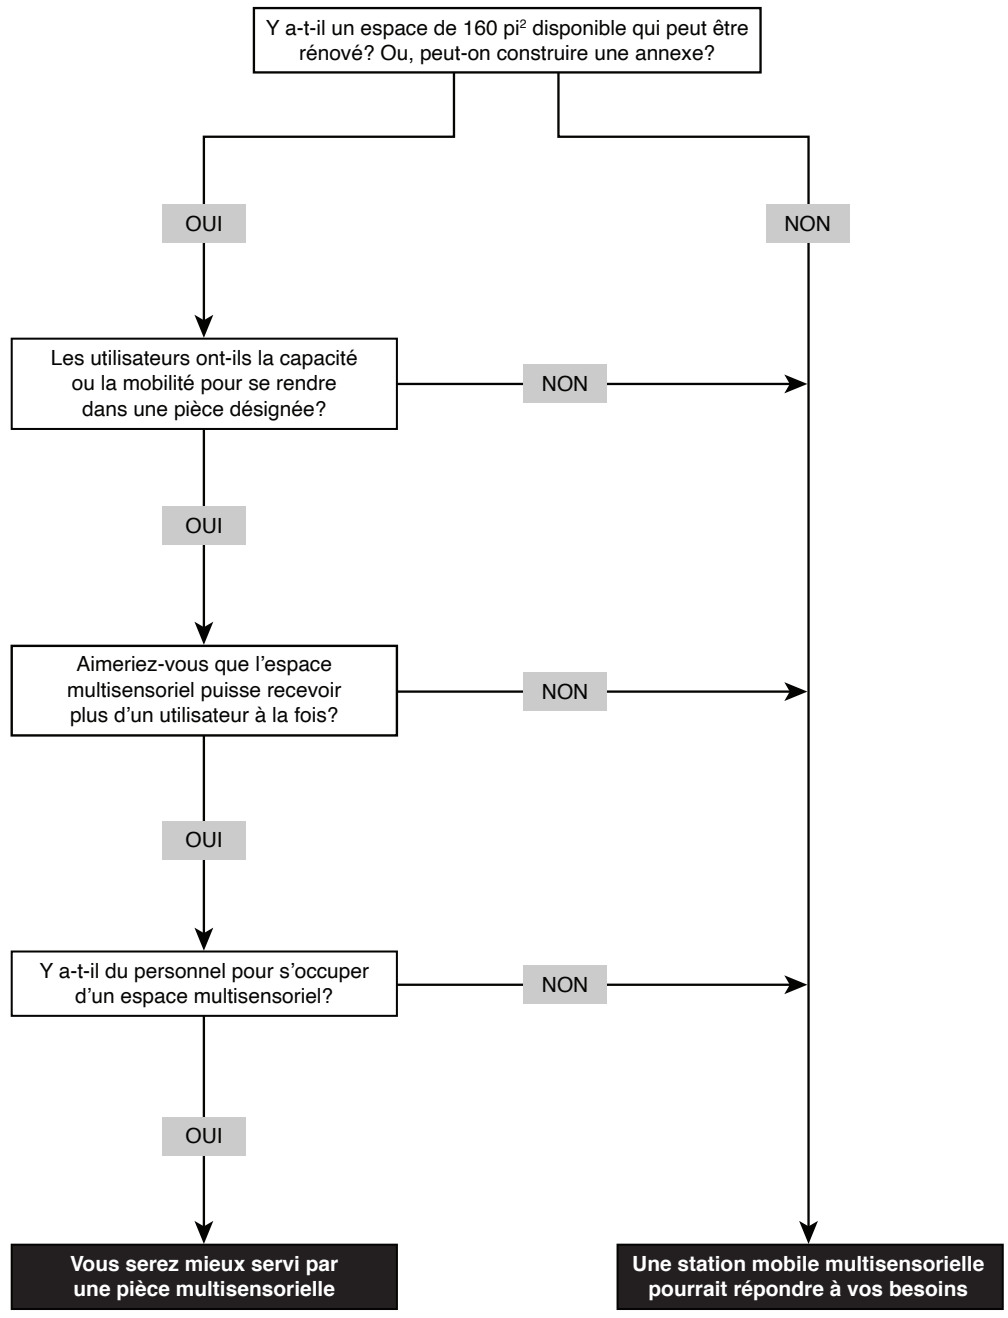 Y a-t-il un espace de 160 pi² disponible qui peut être
rénové? Ou, peut-on construire une annexe?
OUI
NON
Les utilisateurs ont-ils la capacité
ou la mobilité pour se rendre
dans une pièce désignée?
NON
OUI
Aimeriez-vous que l’espace
multisensoriel puisse recevoir
plus d’un utilisateur à la fois?
NON
OUI
Y a-t-il du personnel pour s’occuper
d’un espace multisensoriel?
NON
OUI
Vous serez mieux servi par
une pièce multisensorielle
Une station mobile multisensorielle
pourrait répondre à vos besoins